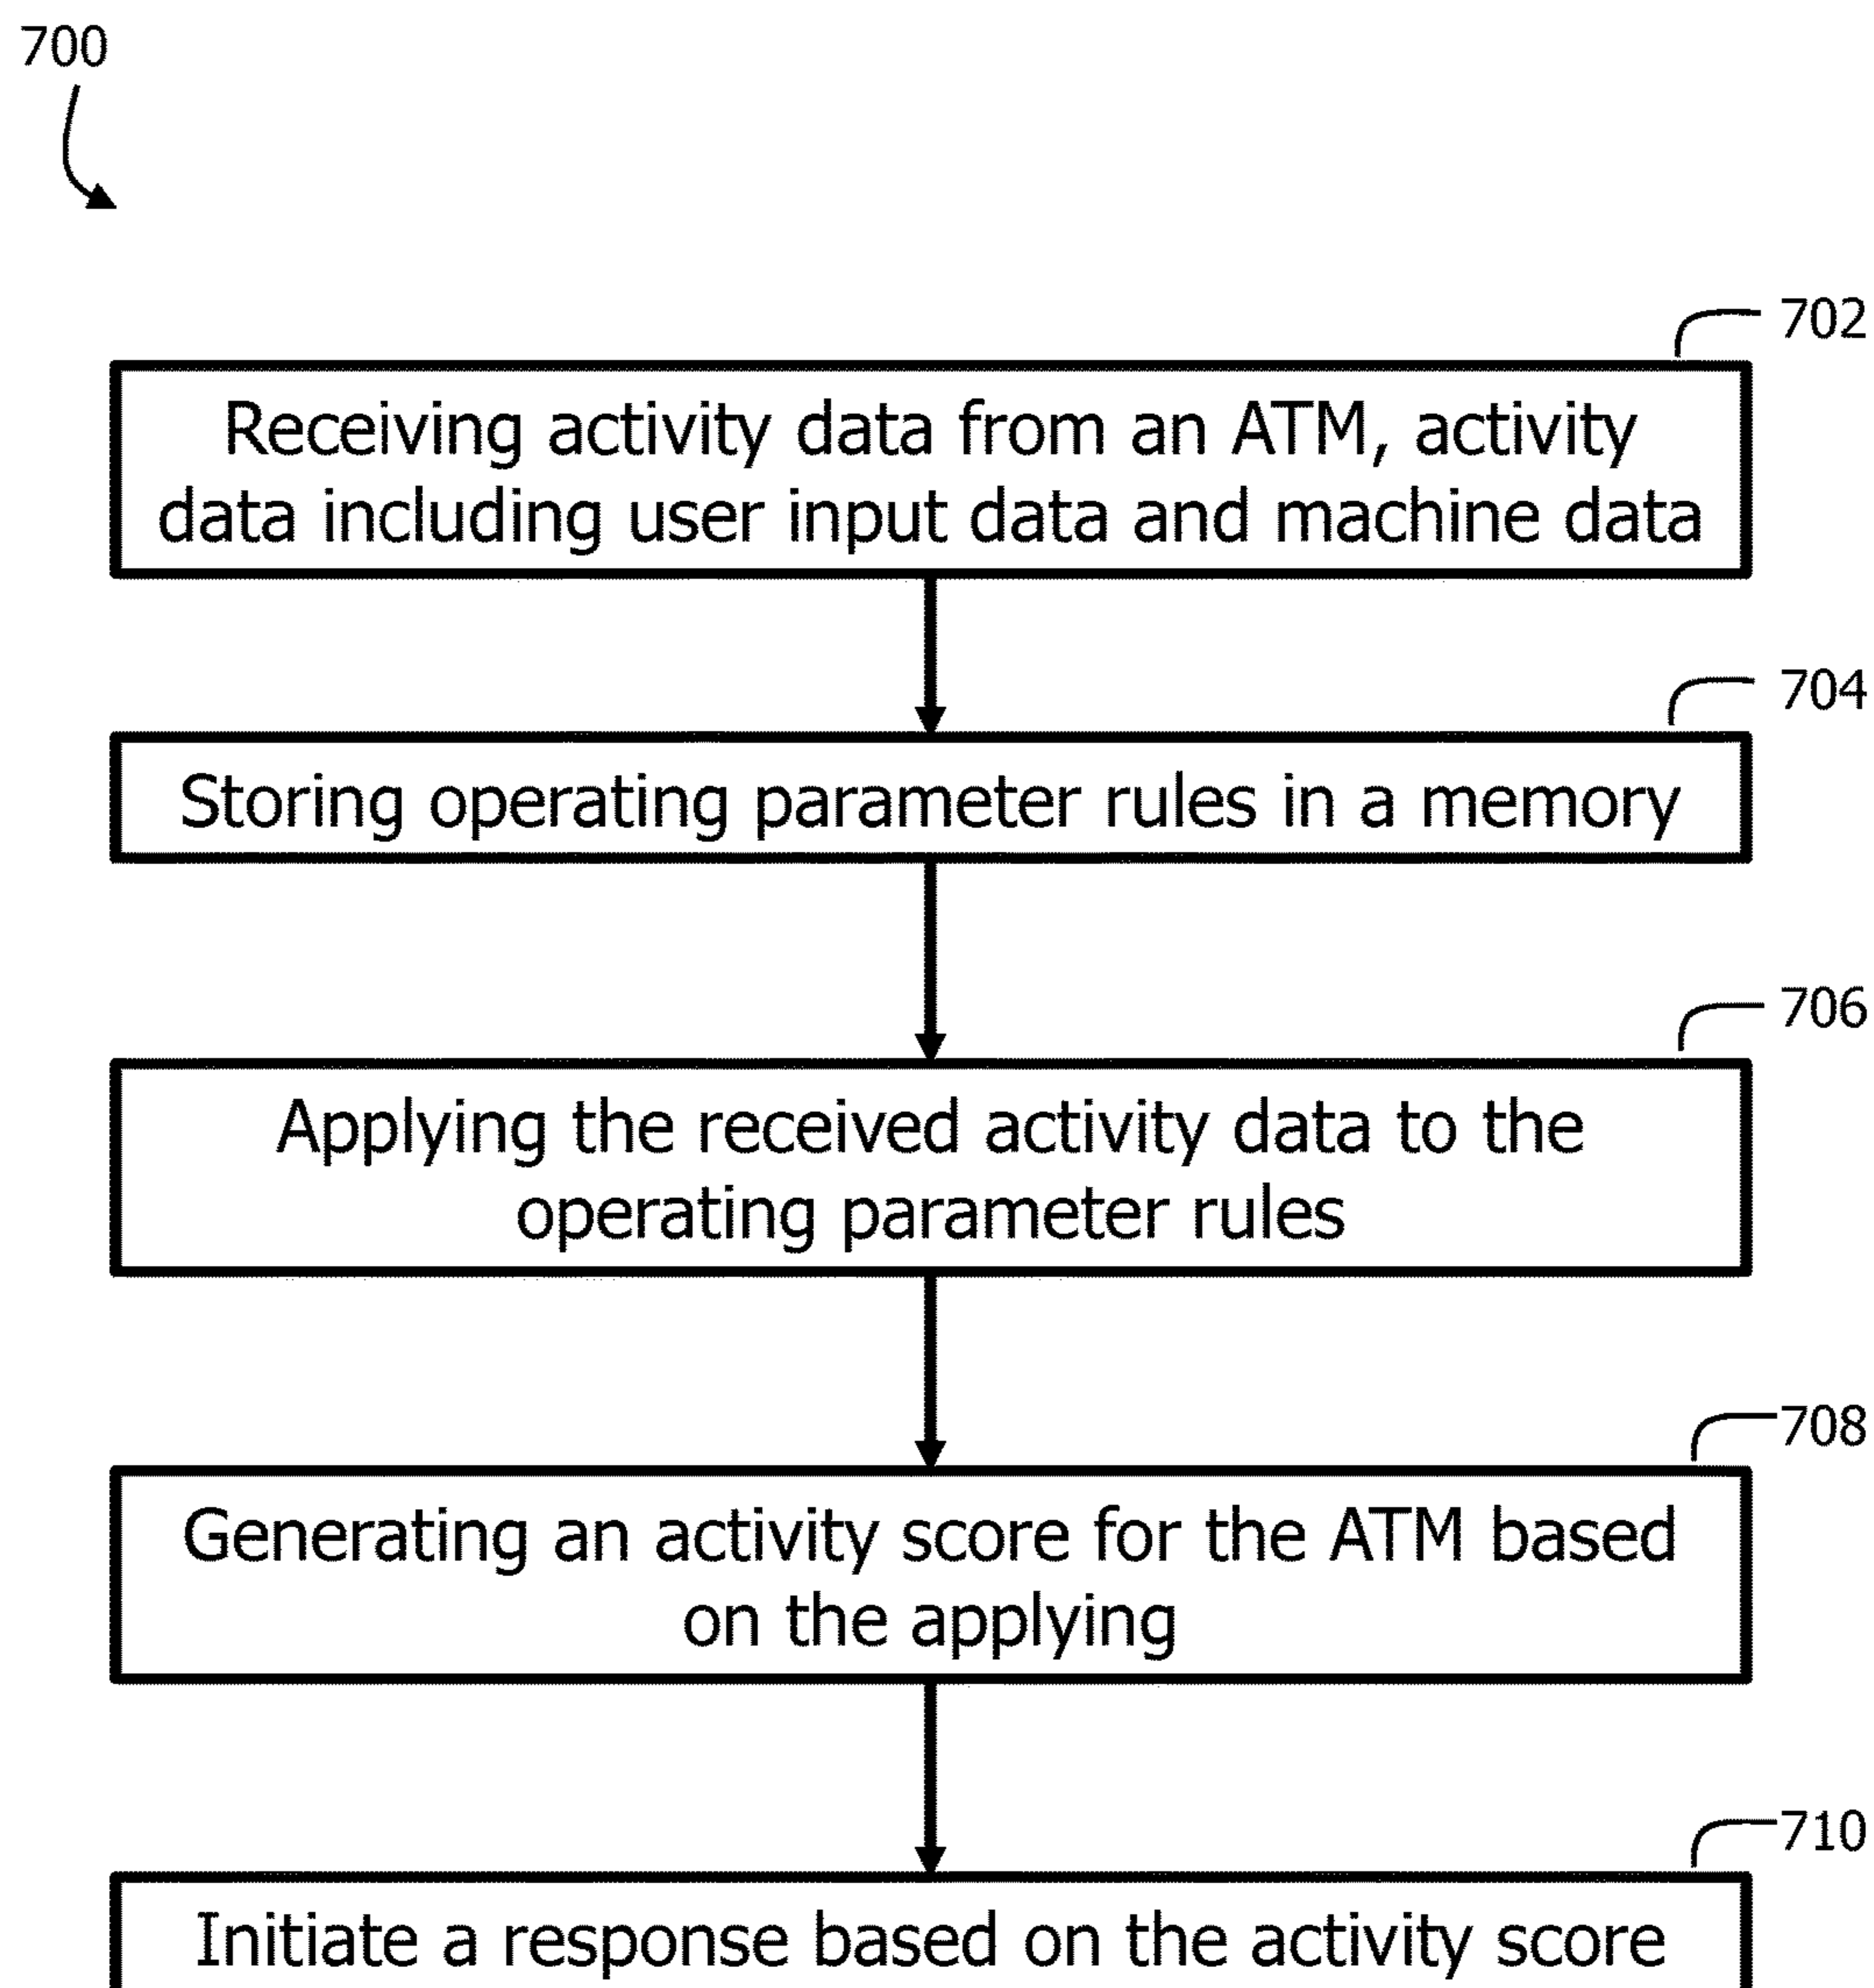 700
702
Receiving activity data from an ATM, activity
data including user input data and machine data
704
Storing operating parameter rules in a memory
706
Applying the received activity data to the
operating parameter rules
708
Generating an activity score for the ATM based
on the applying
710
Initiate a response based on the activity score